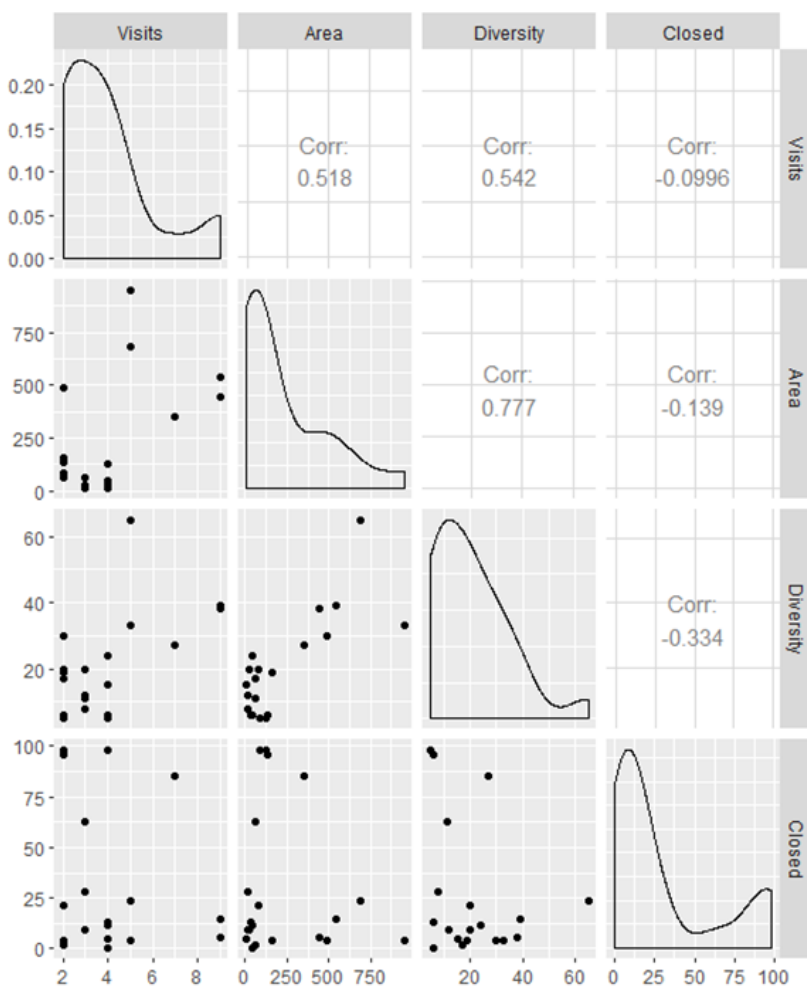 Visits Area Diversity Closed
0.20
0.15
0.10
0.05
0.00
Corr:
0.518
Corr:
0.542
Corr:
-0.0996
Visits
750
500
250
0
Corr:
0.777
Corr:
-0.139
Area
60
40
20
Corr:
-0.334
Diversity
100
75
50
25
0
Closed
2 4 6 8 0 250 500 750 20 40 60 0 25 50 75 100